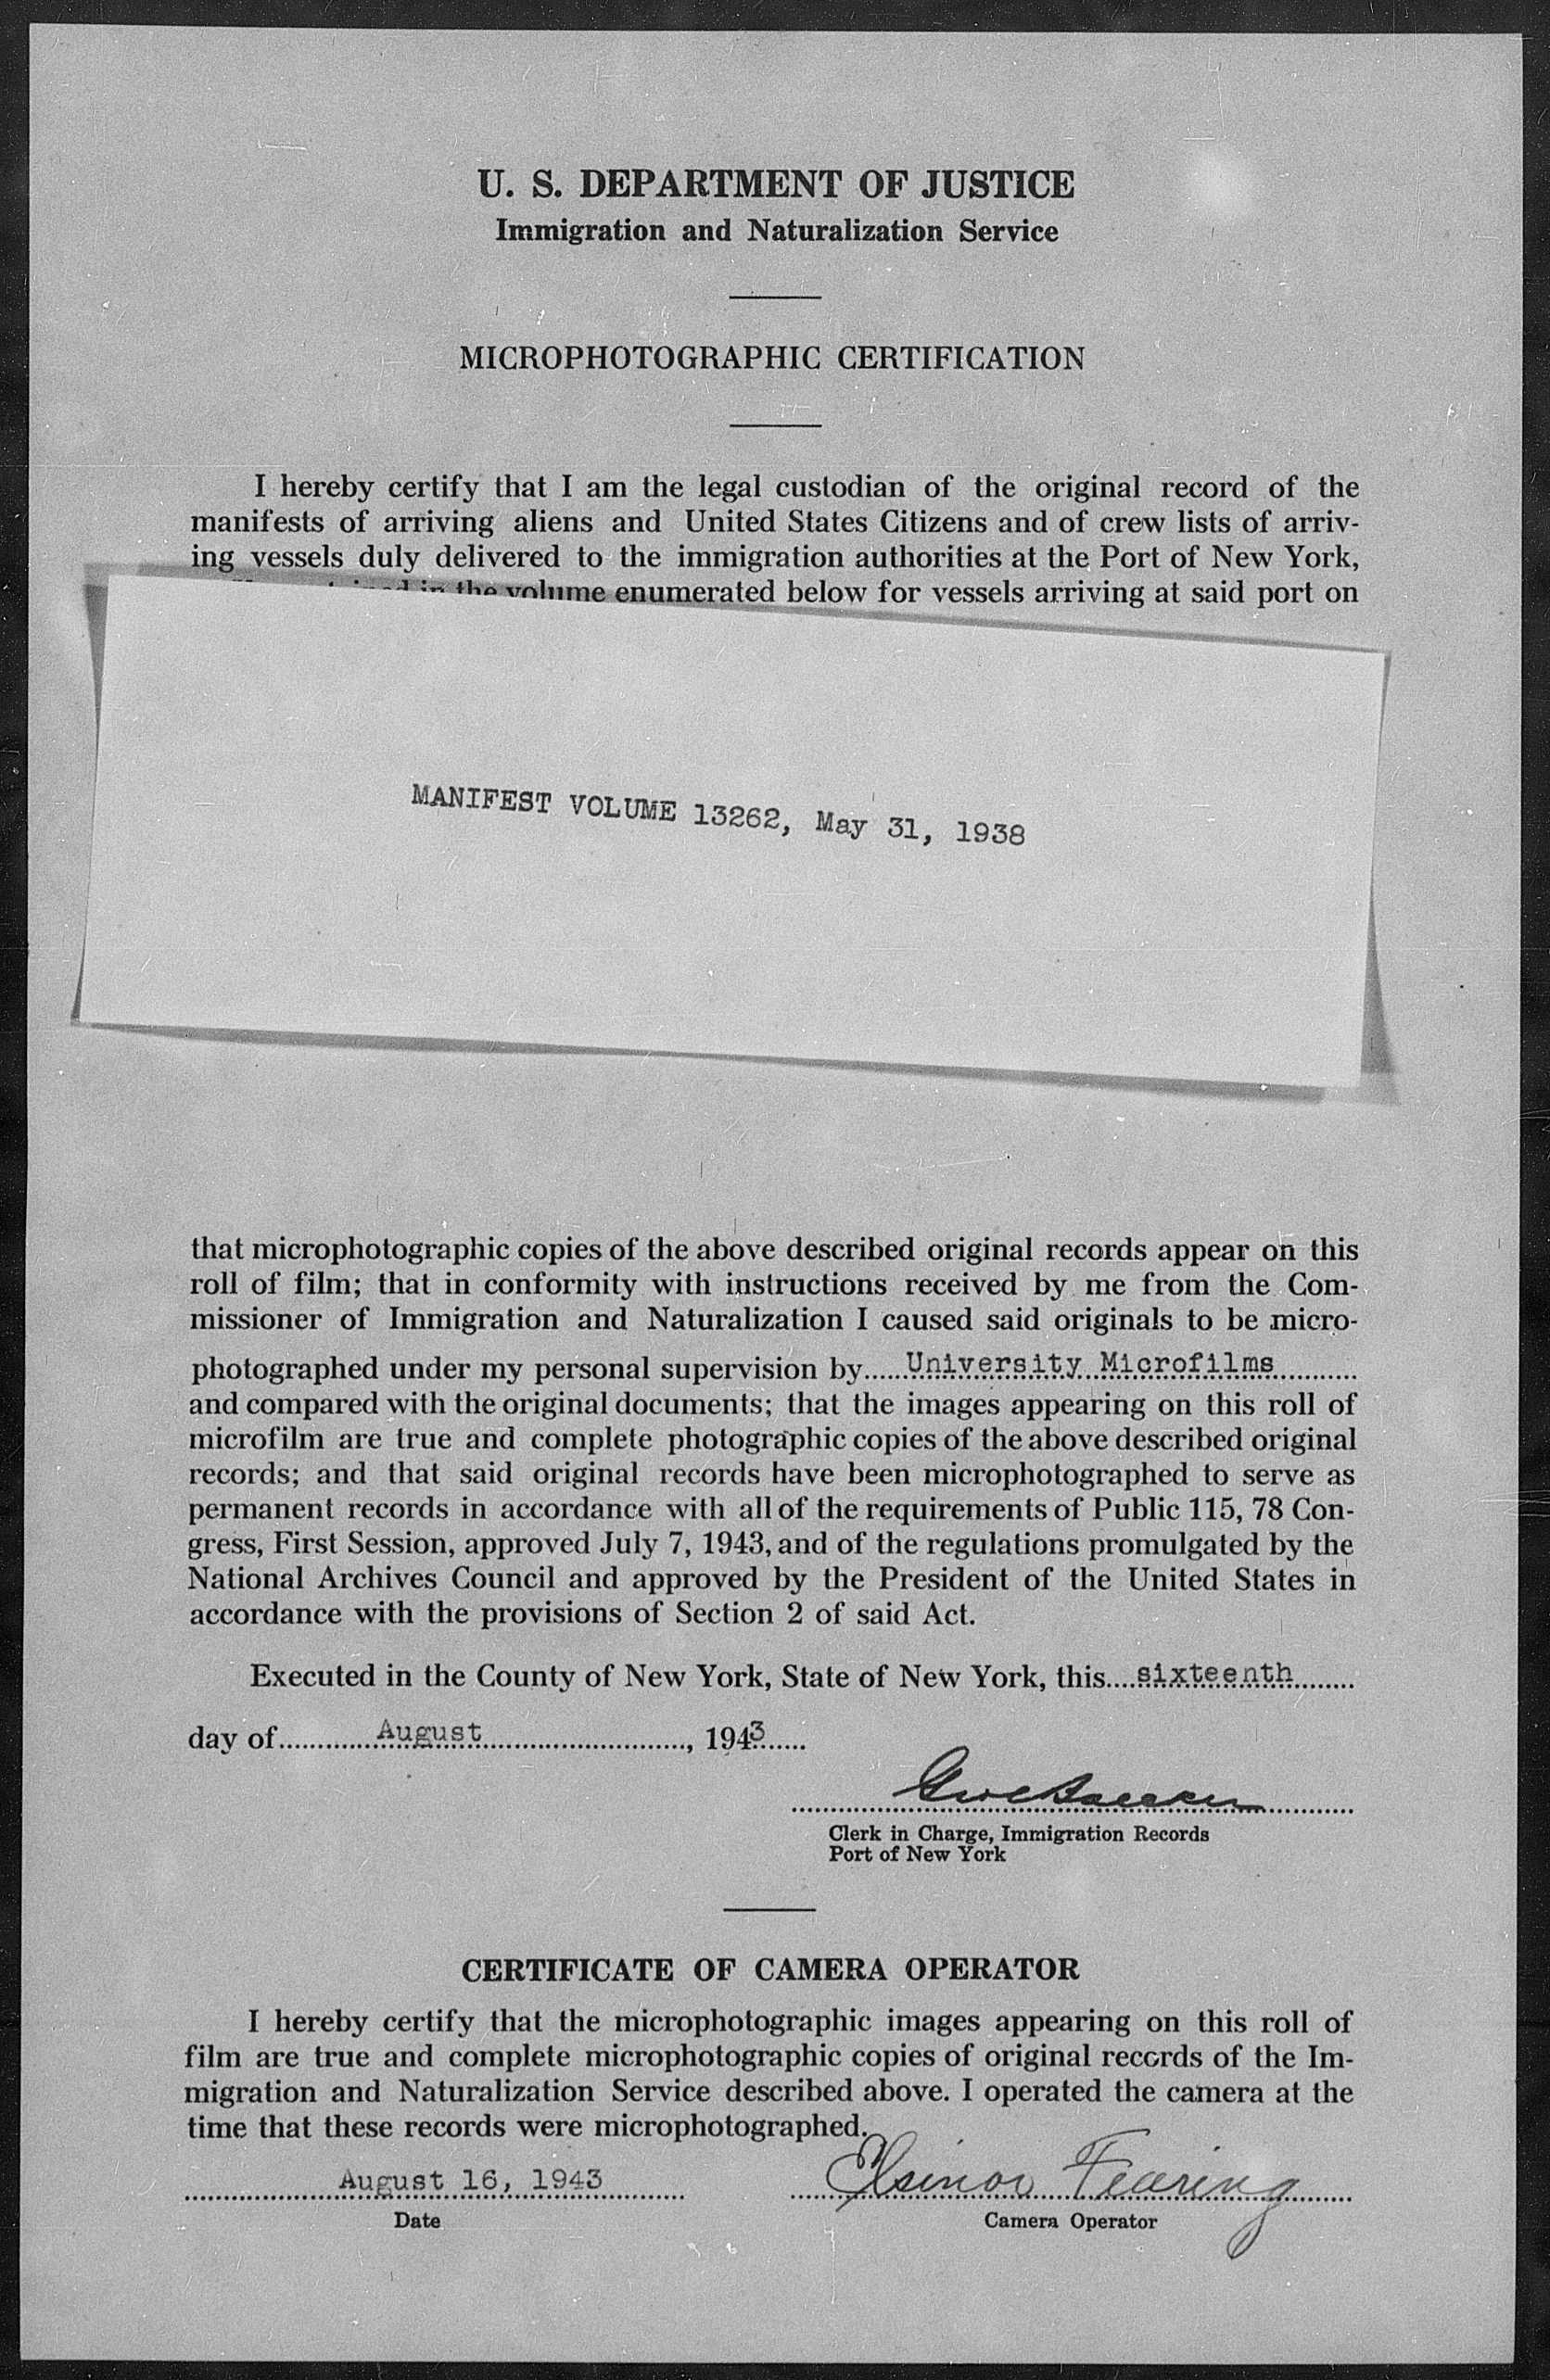 U. S. DEPARTMENT OF JUSTICE
Immigration and Naturalization Service
MICROPHOTOGRAPHIC CERTIFICATION
I hereby certify that I am the legal custodian of the original record of the
manifests of arriving aliens and United States Citizens and of crew lists of arriv-
ing vessels duly delivered to the immigration authorities at the Port of New York,
in the volume enumerated below for vessels arriving at said port on
MANIFEST VOLUME 13262, May 31, 1938
that microphotographic copies of the above described original records appear on this
roll of film; that in conformity with instructions received by me from the Com-
missioner of Immigration and Naturalization I caused said originals to be micro-
photographed under my personal supervision by University Microfilms
and compared with the original documents; that the images appearing on this roll of
microfilm are true and complete photographic copies of the above described original
records; and that said original records have been microphotographed to serve as
permanent records in accordance with all of the requirements of Public 115, 78 Con-
gress, First Session, approved July 7, 1943, and of the regulations promulgated by the
National Archives Council and approved by the President of the United States in
accordance with the provisions of Section 2 of said Act.
Executed in the County of New York, State of New York, this sixteenth
day of August, 1943
Clerk in Charge, Immigration Records
Port of New York
CERTIFICATE OF CAMERA OPERATOR
I hereby certify that the microphotographic images appearing on this roll of
film are true and complete microphotographic copies of original records of the Im-
migration and Naturalization Service described above. I operated the camera at the
time that these records were microphotographed.
August 16, 1943 Elsinor Fearing
Date Camera Operator